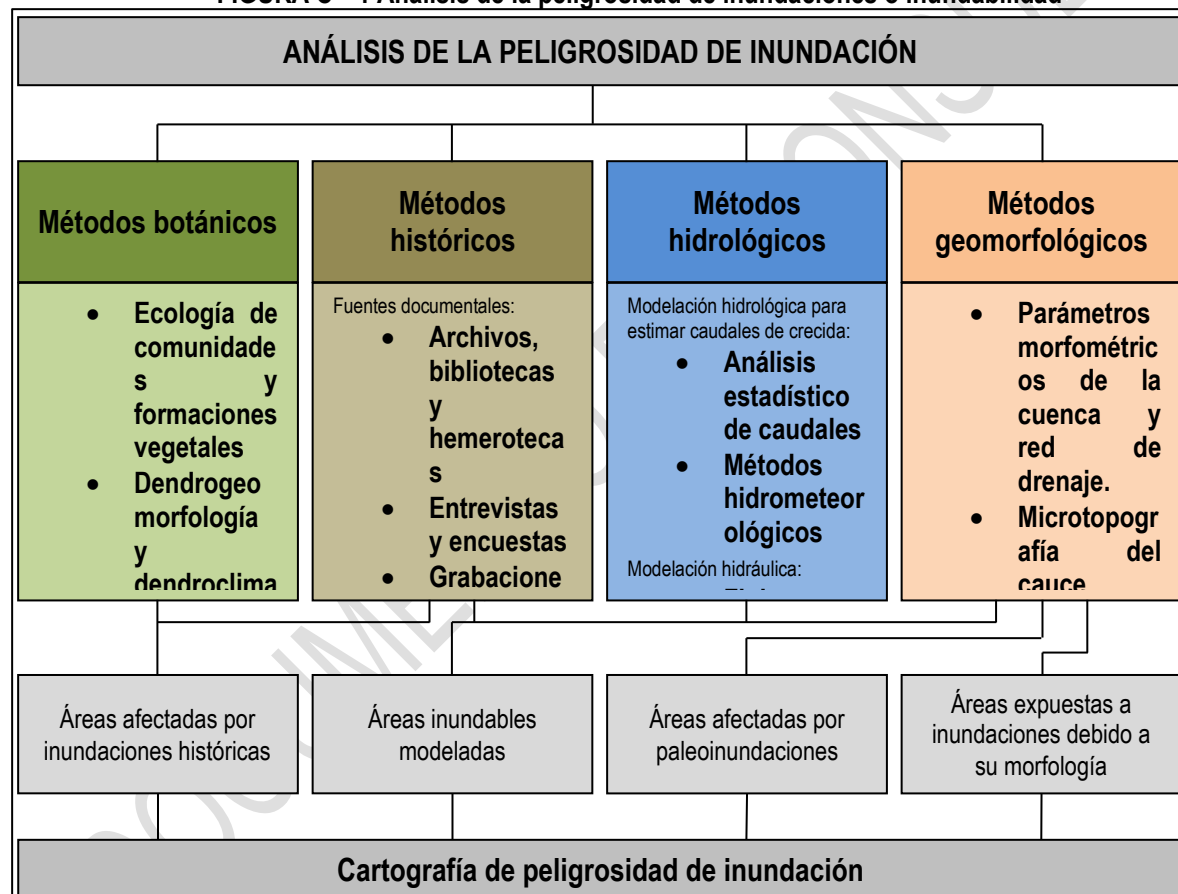 ANÁLISIS DE LA PELIGROSIDAD DE INUNDACIÓN
Métodos botánicos
• Ecología de
comunidade
s y
formaciones
vegetales
• Dendrogeo
morfología
y
dendroclima
Métodos
históricos
Fuentes documentales:
• Archivos,
bibliotecas
y
hemeroteca
s
• Entrevistas
y encuestas
• Grabacione
Métodos
hidrológicos
Modelación hidrológica para
estimar caudales de crecida:
• Análisis
estadístico
de caudales
• Métodos
hidrometeor
ológicos
Modelación hidráulica:
Métodos
geomorfológicos
• Parámetros
morfométric
os de la
cuenca y
red de
drenaje.
• Microtopogr
afía del
cauce
Áreas afectadas por
inundaciones históricas
Áreas inundables
modeladas
Áreas afectadas por
paleoinundaciones
Áreas expuestas a
inundaciones debido a
su morfología
Cartografía de peligrosidad de inundación